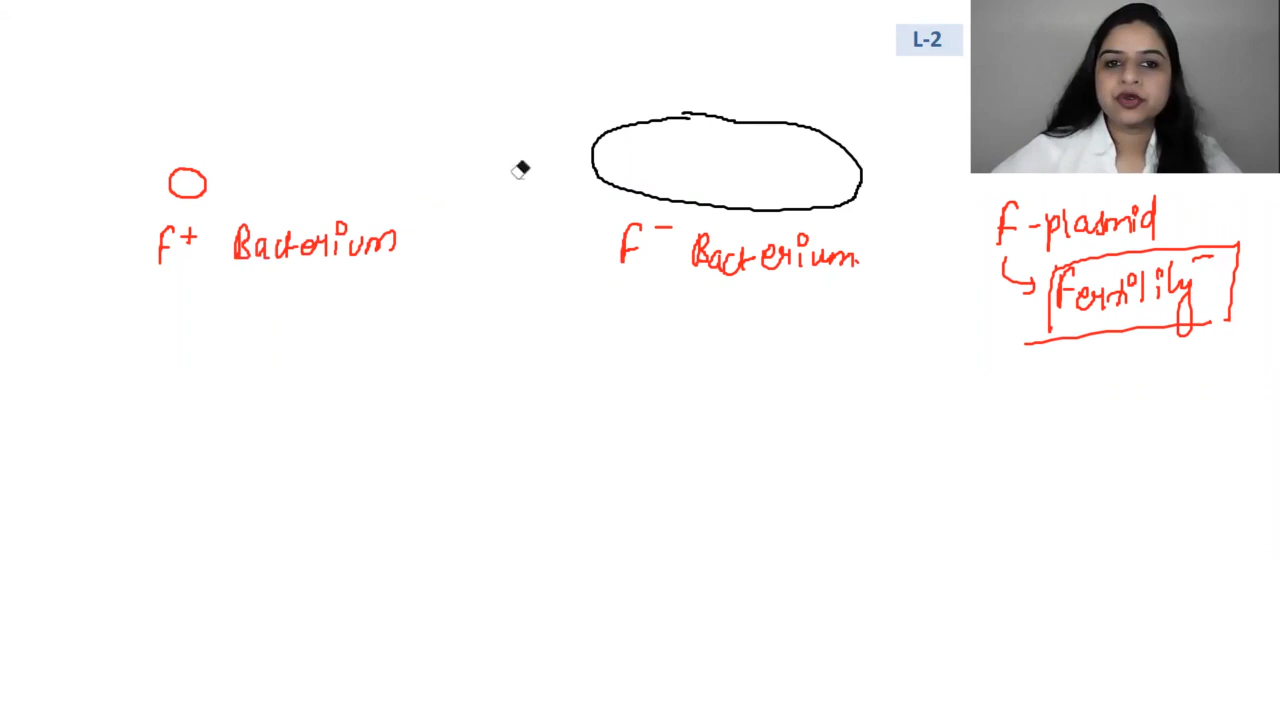 L-2
F+ Bacterium
F- Bacterium
F-plasmid
Fertility